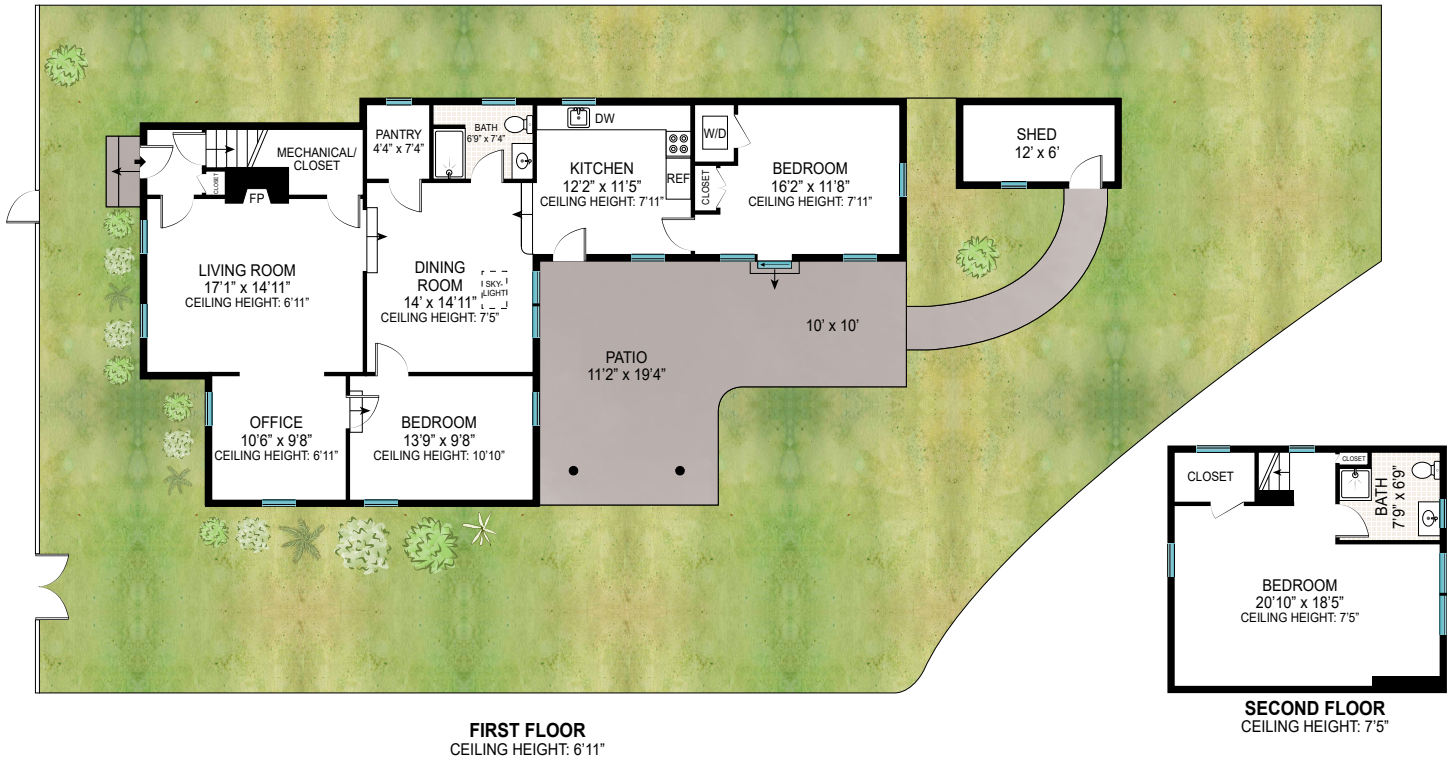 PANTRY
4'4” x 7'4”
BATH
6'9” x 7'4”
DW
W/D
SHED
12' x 6'
MECHANICAL/
CLOSET
CLOSET
FP
KITCHEN
12'2” x 11'5”
CEILING HEIGHT: 7'11”
REF
CLOSET
BEDROOM
16'2” x 11'8”
CEILING HEIGHT: 7'11”
LIVING ROOM
17'1” x 14'11”
CEILING HEIGHT: 6'11”
DINING
ROOM
14' x 14'11”
CEILING HEIGHT: 7'5”
SKY-
LIGHT
10' x 10'
PATIO
11'2” x 19'4”
OFFICE
10'6” x 9'8”
CEILING HEIGHT: 6'11”
BEDROOM
13'9” x 9'8”
CEILING HEIGHT: 10'10”
CLOSET
CLOSET
BATH
7'9” x 6'9”
BEDROOM
20'10” x 18'5”
CEILING HEIGHT: 7'5”
FIRST FLOOR
CEILING HEIGHT: 6'11”
SECOND FLOOR
CEILING HEIGHT: 7'5”